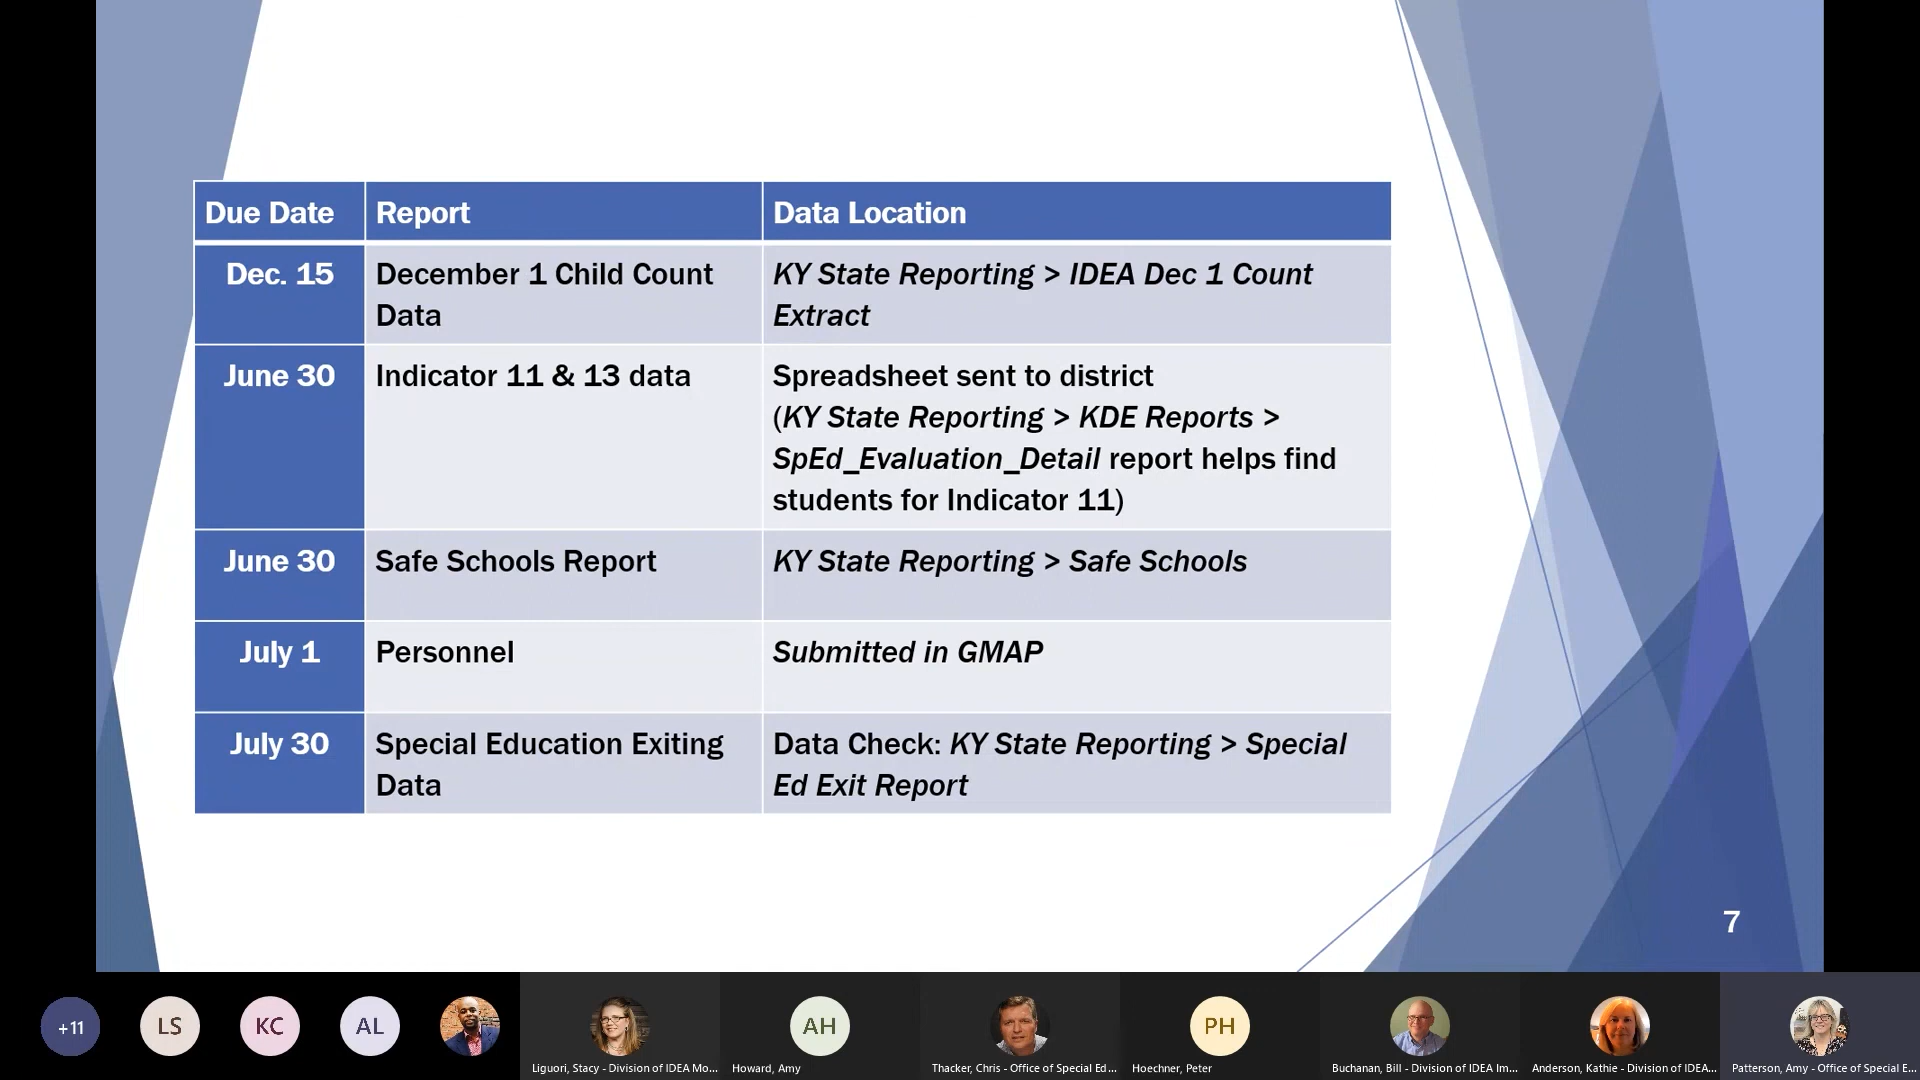 Due Date Report Data Location
Dec. 15 December 1 Child Count KY State Reporting > IDEA Dec 1 Count
Data Extract
June 30 Indicator 11 & 13 data Spreadsheet sent to district
(KY State Reporting > KDE Reports >
SpEd_Evaluation_Detail report helps find
students for Indicator 11)
June 30 Safe Schools Report KY State Reporting > Safe Schools
July 1 Personnel Submitted in GMAP
July 30 Special Education Exiting Data Check: KY State Reporting > Special
Data Ed Exit Report
7
+11 LS KC AL AH PH
Liguori, Stacy - Division of IDEA Mo... Howard, Amy Thacker, Chris - Office of Special Ed ... Hoechner, Peter Buchanan, Bill - Division of IDEA Im... Anderson, Kathie - Division of IDEA... Patterson, Amy - Office of Special E...